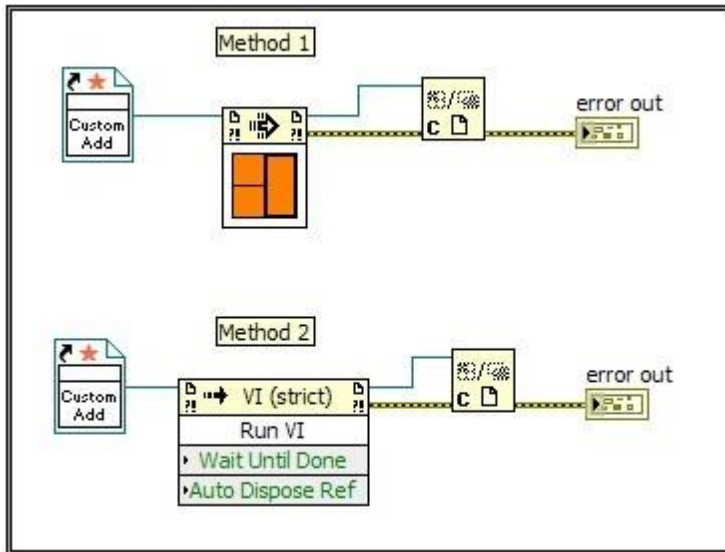 Method 1
Custom
Add
?!
?!
C
error out
Method 2
Custom
Add
?!
VI (strict)
?!
Run VI
Wait Until Done
Auto Dispose Ref
C
error out